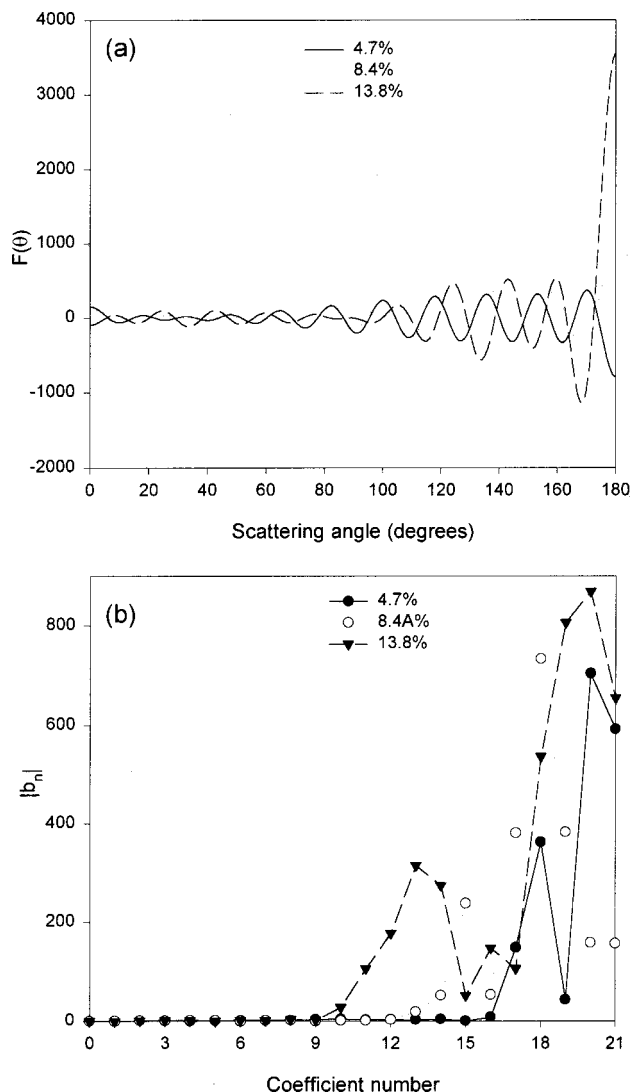 (a)
4.7%
8.4%
13.8%
4000
3000
2000
1000
0
-1000
-2000
F(θ)
0 20 40 60 80 100 120 140 160 180
Scattering angle (degrees)
(b)
4.7%
8.4A%
13.8%
800
600
400
200
0
|bn|
0 3 6 9 12 15 18 21
Coefficient number